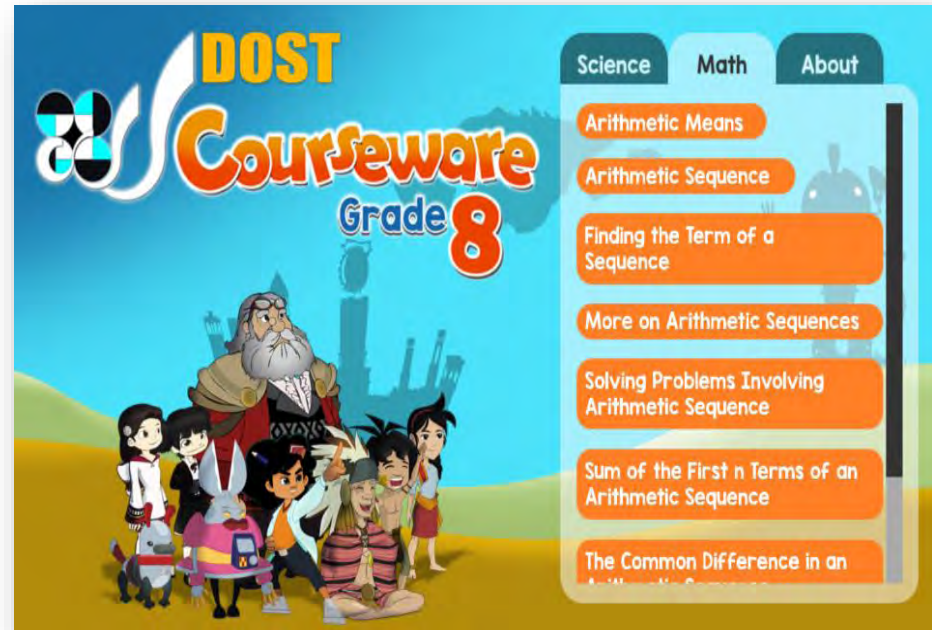 DOST
Courseware
Grade 8
Science Math About
Arithmetic Means
Arithmetic Sequence
Finding the Term of a
Sequence
More on Arithmetic Sequences
Solving Problems Involving
Arithmetic Sequence
Sum of the First n Terms of an
Arithmetic Sequence
The Common Difference in an